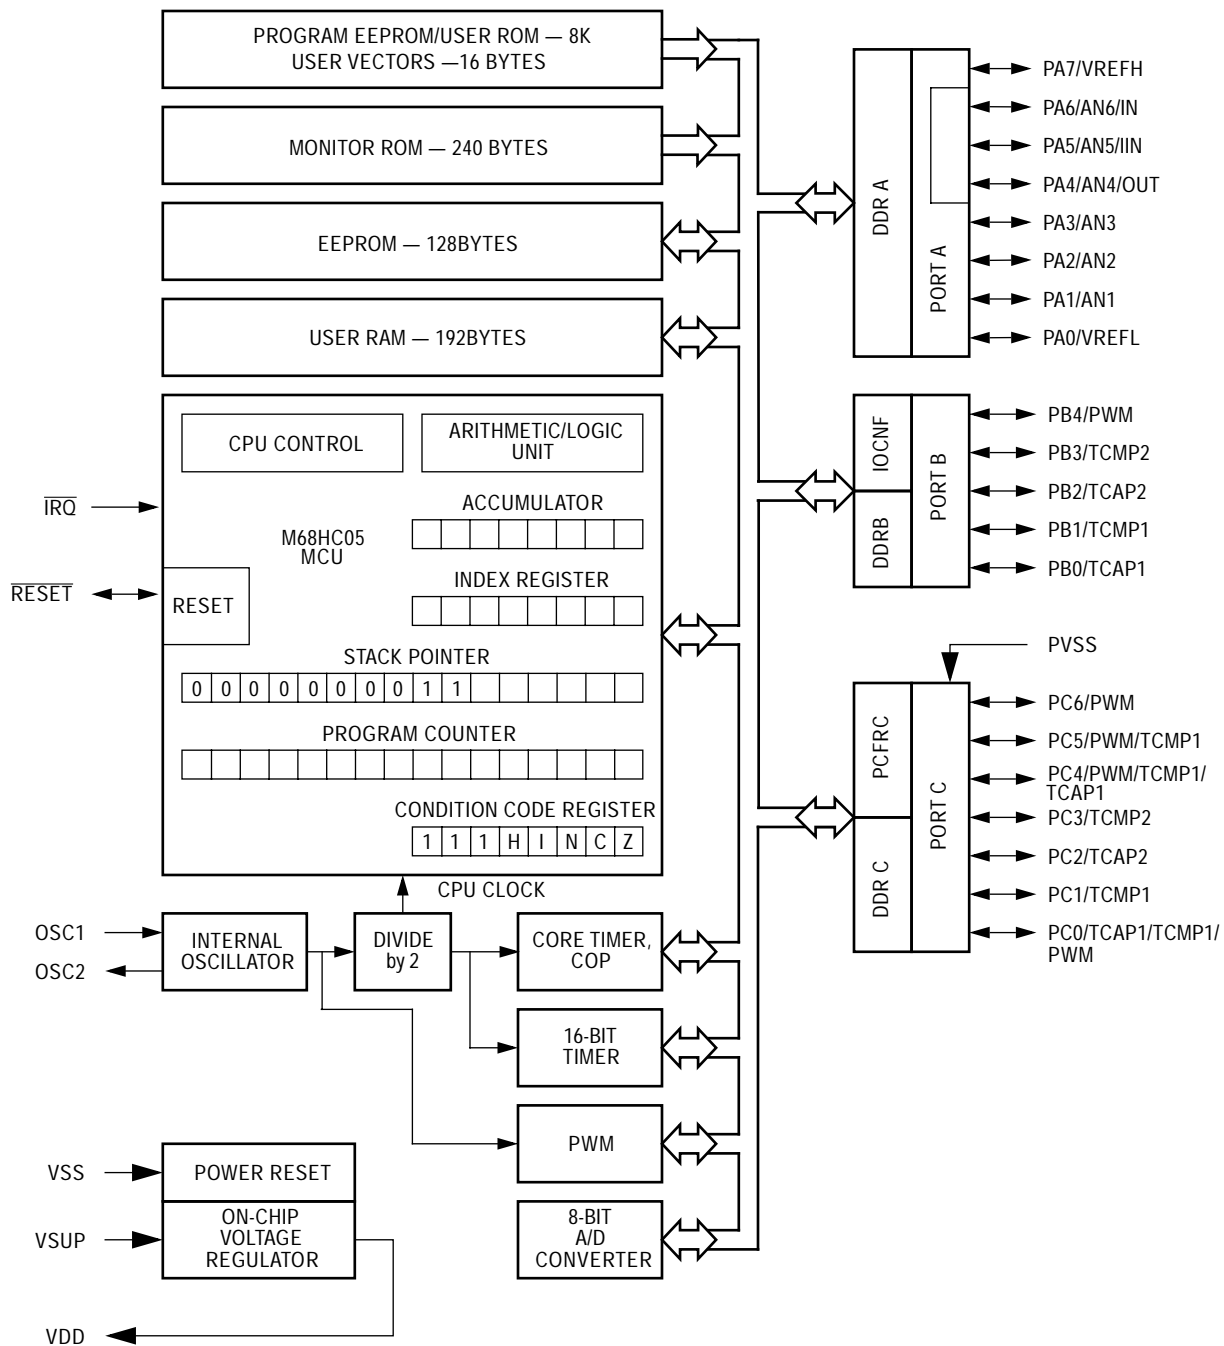 PROGRAM EEPROM/USER ROM — 8K
USER VECTORS —16 BYTES
MONITOR ROM — 240 BYTES
EEPROM — 128BYTES
USER RAM — 192BYTES
CPU CONTROL
ARITHMETIC/LOGIC
UNIT
ACCUMULATOR
M68HC05
MCU
INDEX REGISTER
IRQ
RESET
RESET
STACK POINTER
0 0 0 0 0 0 0 0 1 1
PROGRAM COUNTER
CONDITION CODE REGISTER
1 1 1 H I N C Z
CPU CLOCK
OSC1
OSC2
INTERNAL
OSCILLATOR
DIVIDE
by 2
CORE TIMER,
COP
16-BIT
TIMER
PWM
8-BIT
A/D
CONVERTER
VSS
POWER RESET
VSUP
ON-CHIP
VOLTAGE
REGULATOR
VDD
DDR A
PORT A
PA7/VREFH
PA6/AN6/IN
PA5/AN5/IIN
PA4/AN4/OUT
PA3/AN3
PA2/AN2
PA1/AN1
PA0/VREFL
IOCNF
DDRB
PORT B
PB4/PWM
PB3/TCMP2
PB2/TCAP2
PB1/TCMP1
PB0/TCAP1
PVSS
PCFRC
DDR C
PORT C
PC6/PWM
PC5/PWM/TCMP1
PC4/PWM/TCMP1/
TCAP1
PC3/TCMP2
PC2/TCAP2
PC1/TCMP1
PC0/TCAP1/TCMP1/
PWM